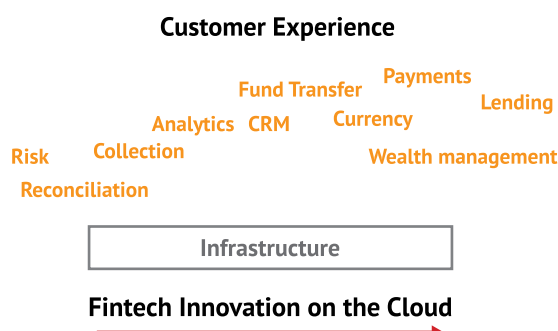 Customer Experience
Payments
Fund Transfer
Lending
Currency
Analytics CRM
Collection
Risk
Wealth management
Reconciliation
Infrastructure
Fintech Innovation on the Cloud